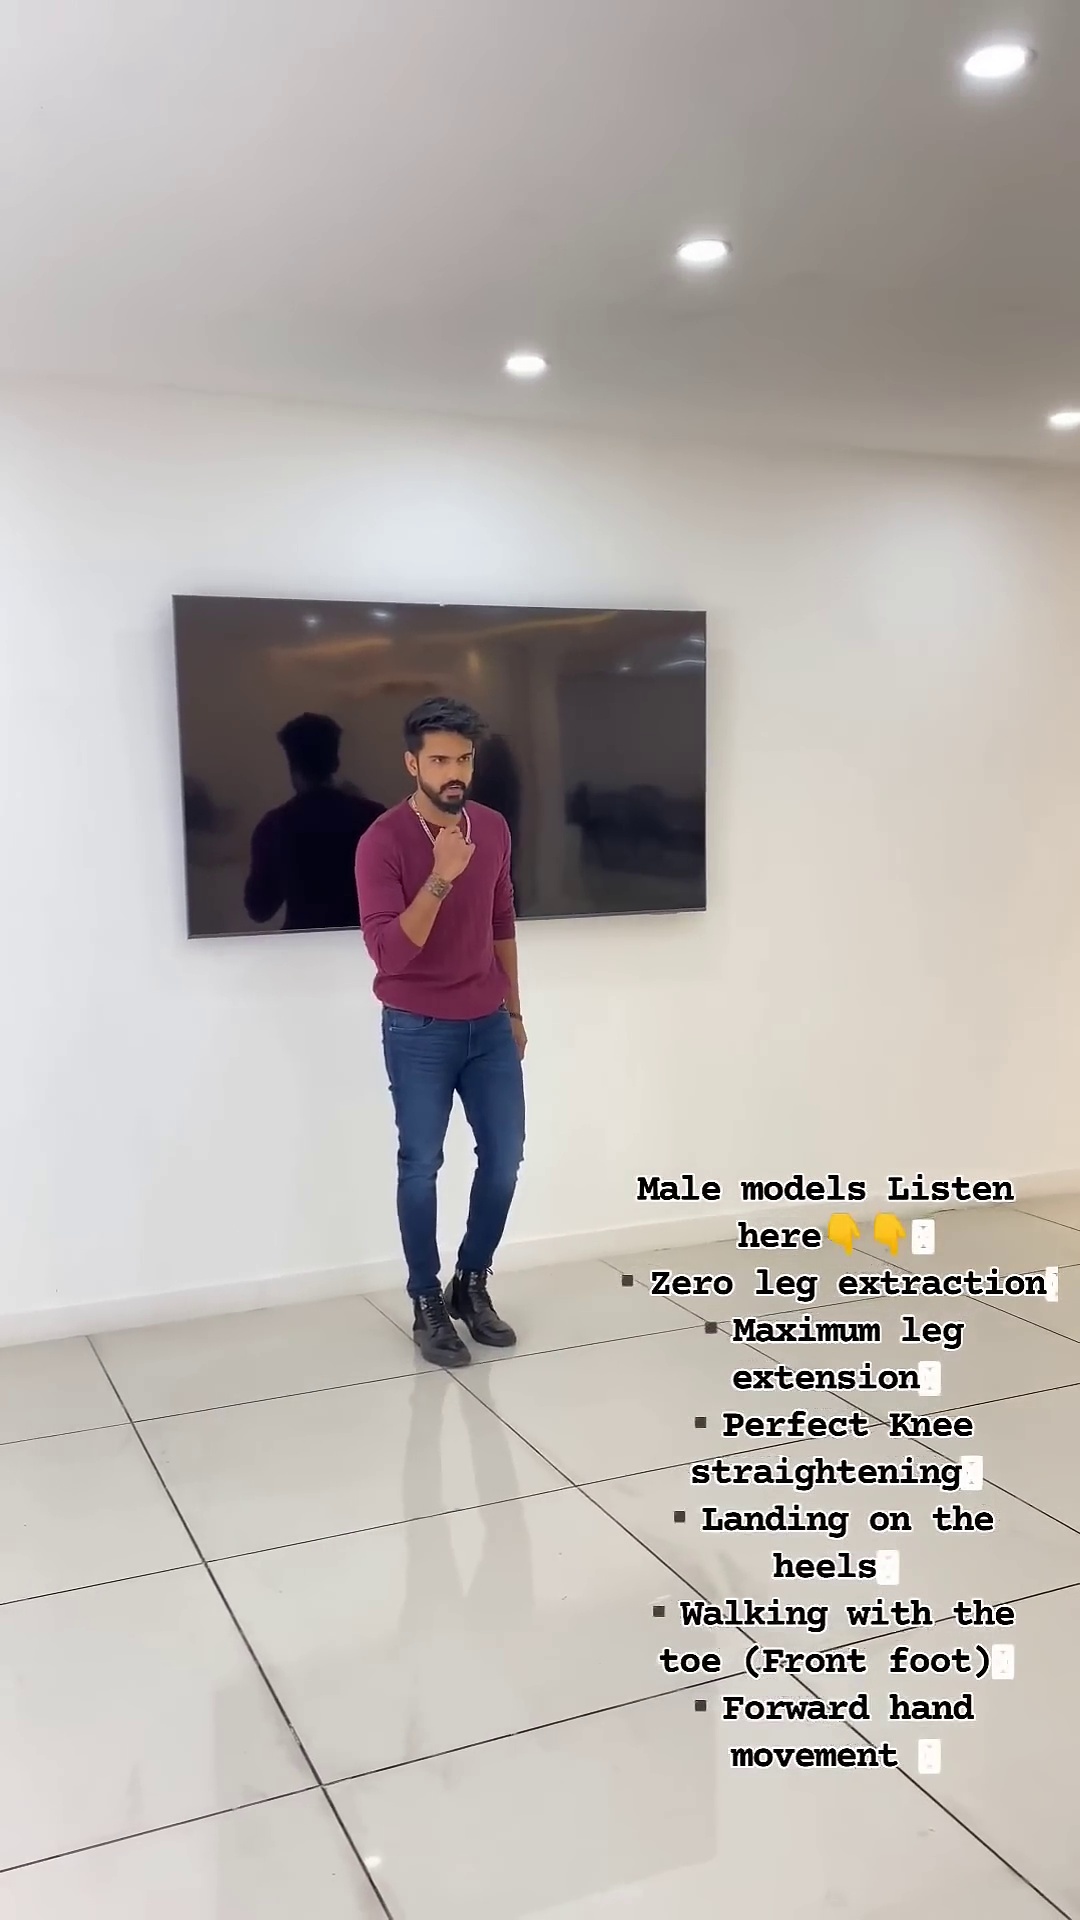 Male models Listen
here👇👇
▪ Zero leg extraction
▪ Maximum leg
extension
▪ Perfect Knee
straightening
▪ Landing on the
heels
▪ Walking with the
toe (Front foot)
▪ Forward hand
movement